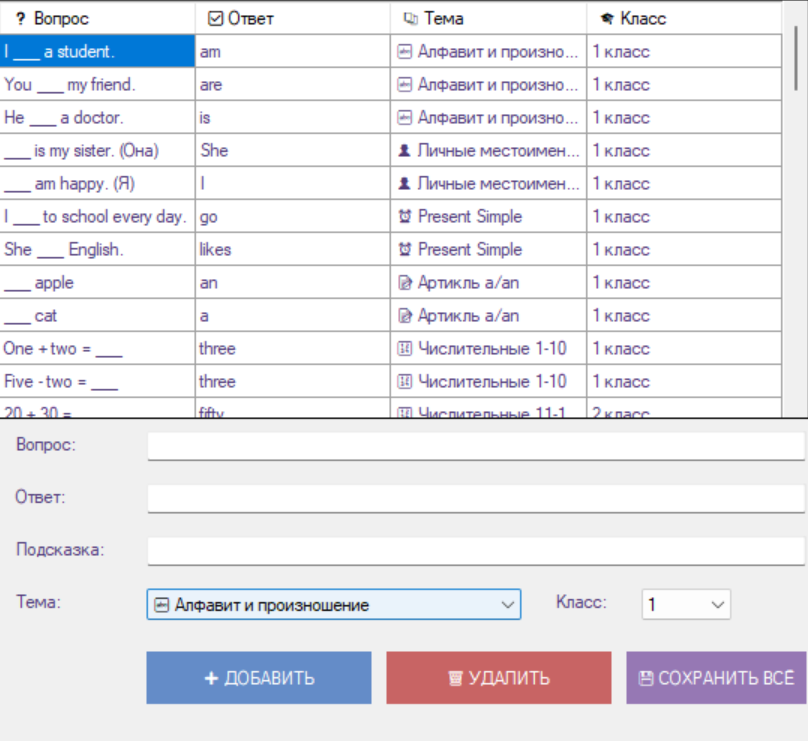 ? Вопрос Ответ Тема Класс
I ___ a student. am Алфавит и произно... 1 класс
You ___ my friend. are Алфавит и произно... 1 класс
He ___ a doctor. is Алфавит и произно... 1 класс
___ is my sister. (Она) She Личные местоимен... 1 класс
___ am happy. (Я) I Личные местоимен... 1 класс
I ___ to school every day. go Present Simple 1 класс
She ___ English. likes Present Simple 1 класс
___ apple an Артикль a/an 1 класс
___ cat a Артикль a/an 1 класс
One + two = ___ three Числительные 1-10 1 класс
Five - two = ___ three Числительные 1-10 1 класс
20 + 30 = fifty Числительные 11-1 2 класс
Вопрос:
Ответ:
Подсказка:
Тема: Алфавит и произношение Класс: 1
+ ДОБАВИТЬ УДАЛИТЬ СОХРАНИТЬ ВСЁ